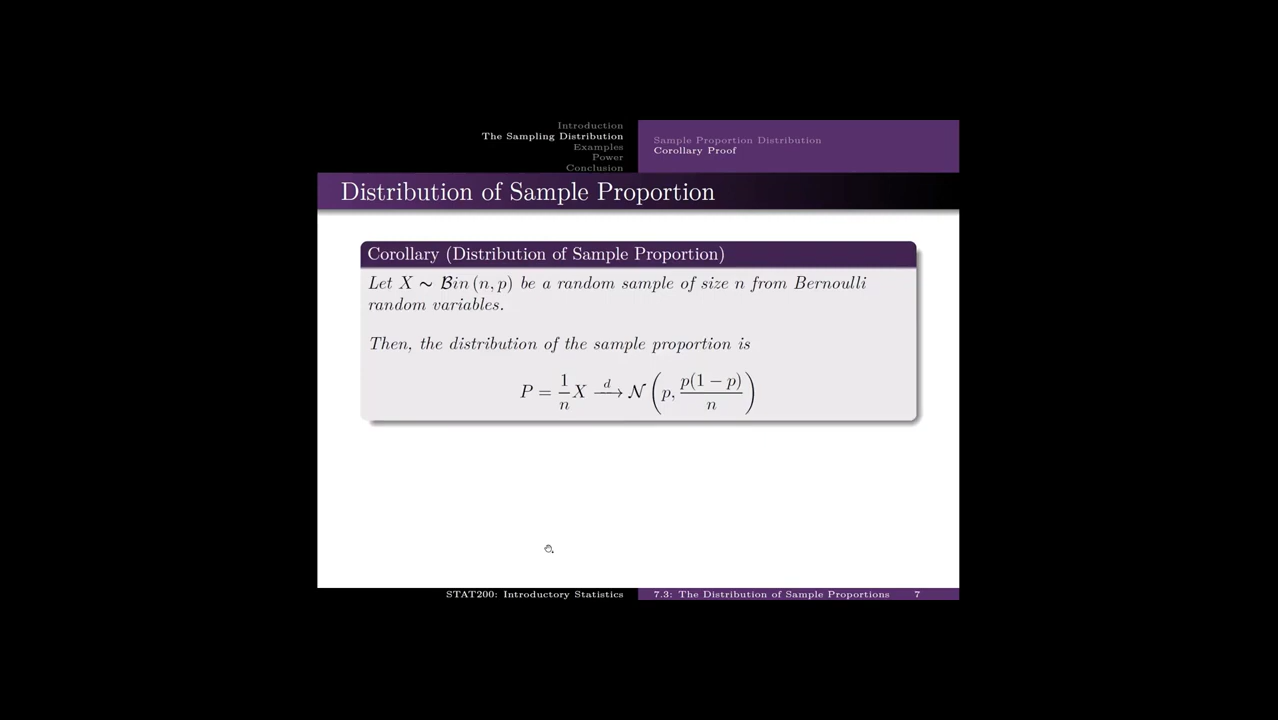 Introduction
The Sampling Distribution
Examples
Power
Conclusion
Sample Proportion Distribution
Corollary Proof
Distribution of Sample Proportion
Corollary (Distribution of Sample Proportion)
Let X ∼ Bin (n, p) be a random sample of size n from Bernoulli
random variables.
Then, the distribution of the sample proportion is
P = 1/n X →d N (p, p(1 − p)/n)
STAT200: Introductory Statistics
7.3: The Distribution of Sample Proportions 7